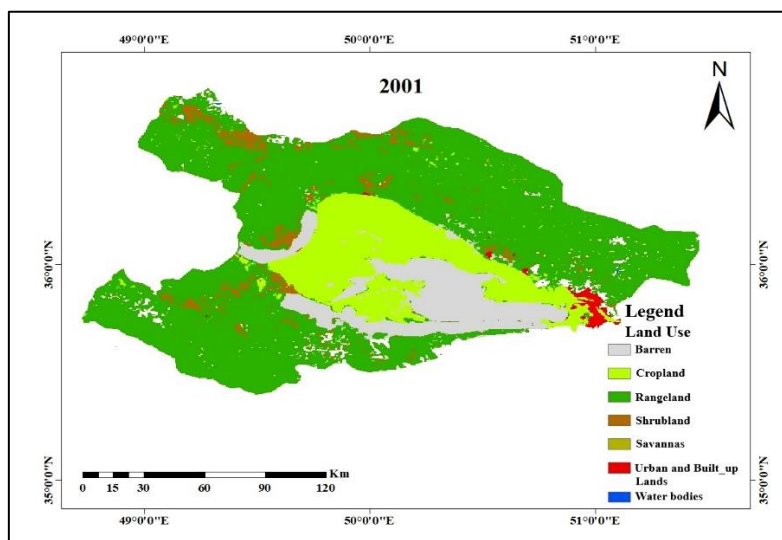 49°0'0"E 50°0'0"E 51°0'0"E
2001
N
36°0'0"N 36°0'0"N
Legend
Land Use
Barren
Cropland
Rangeland
Shrubland
Savannas
Urban and Built_up
Lands
Water bodies
Km
0 15 30 60 90 120
35°0'0"N 35°0'0"N
49°0'0"E 50°0'0"E 51°0'0"E